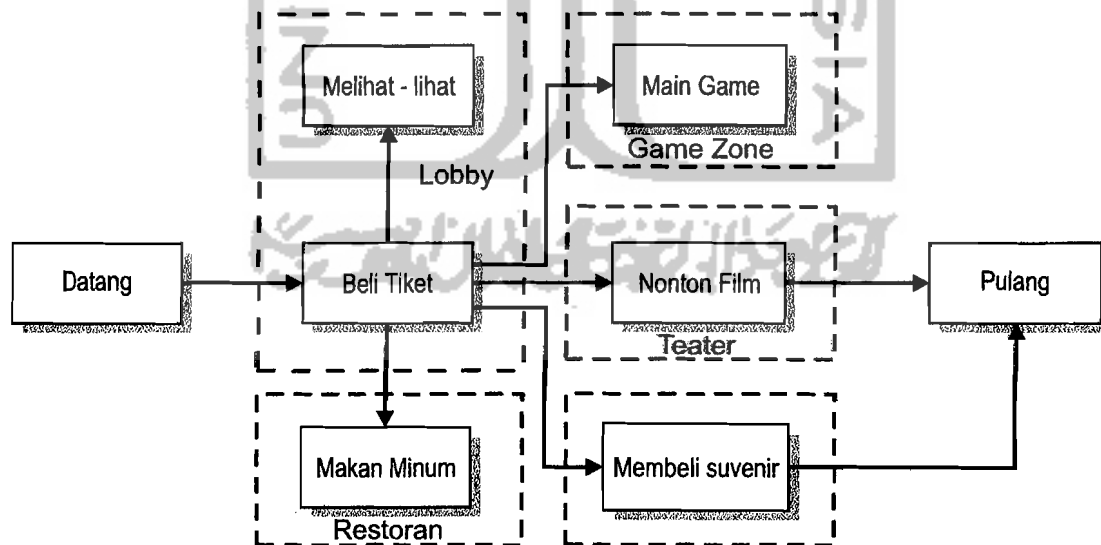 Melihat - lihat
Main Game
Game Zone
Lobby
Datang
Beli Tiket
Nonton Film
Pulang
Teater
Makan Minum
Membeli suvenir
Restoran